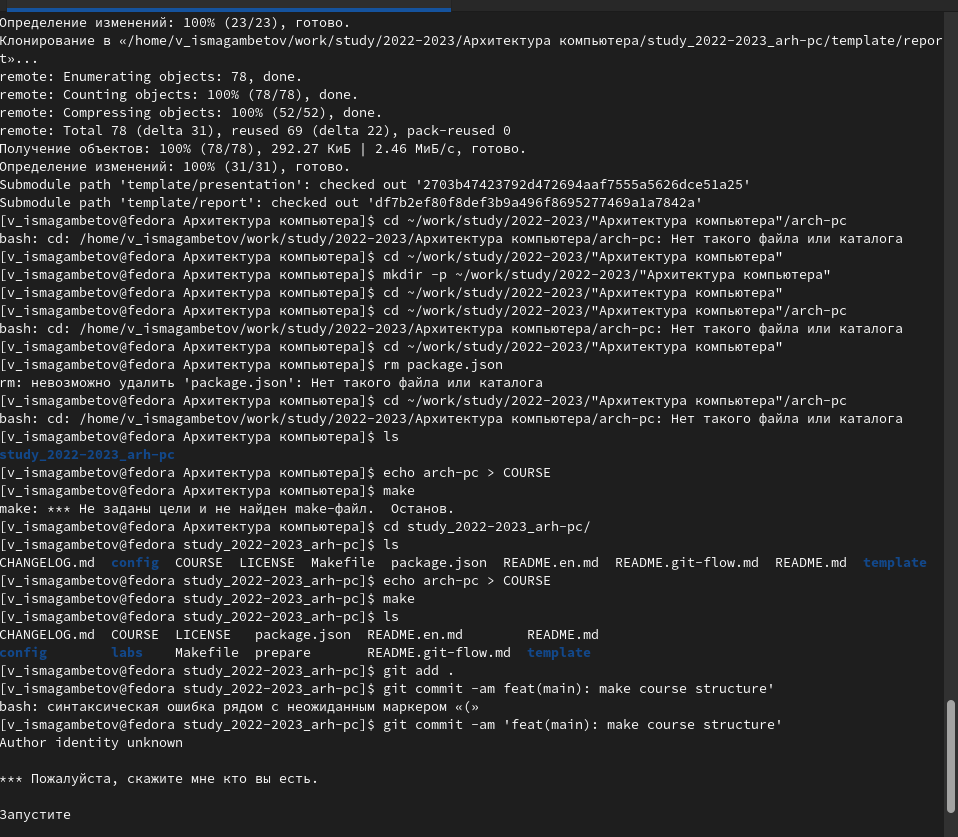 Определение изменений: 100% (23/23), готово.
Клонирование в «/home/v_ismagambetov/work/study/2022-2023/Архитектура компьютера/study_2022-2023_arh-pc/template/repor
t»...
remote: Enumerating objects: 78, done.
remote: Counting objects: 100% (78/78), done.
remote: Compressing objects: 100% (52/52), done.
remote: Total 78 (delta 31), reused 69 (delta 22), pack-reused 0
Получение объектов: 100% (78/78), 292.27 КиБ | 2.46 МиБ/с, готово.
Определение изменений: 100% (31/31), готово.
Submodule path 'template/presentation': checked out '2703b47423792d472694aaf7555a5626dce51a25'
Submodule path 'template/report': checked out 'df7b2ef80f8def3b9a496f8695277469a1a7842a'
[v_ismagambetov@fedora Архитектура компьютера]$ cd ~/work/study/2022-2023/"Архитектура компьютера"/arch-pc
bash: cd: /home/v_ismagambetov/work/study/2022-2023/Архитектура компьютера/arch-pc: Нет такого файла или каталога
[v_ismagambetov@fedora Архитектура компьютера]$ cd ~/work/study/2022-2023/"Архитектура компьютера"
[v_ismagambetov@fedora Архитектура компьютера]$ mkdir -p ~/work/study/2022-2023/"Архитектура компьютера"
[v_ismagambetov@fedora Архитектура компьютера]$ cd ~/work/study/2022-2023/"Архитектура компьютера"
[v_ismagambetov@fedora Архитектура компьютера]$ cd ~/work/study/2022-2023/"Архитектура компьютера"/arch-pc
bash: cd: /home/v_ismagambetov/work/study/2022-2023/Архитектура компьютера/arch-pc: Нет такого файла или каталога
[v_ismagambetov@fedora Архитектура компьютера]$ cd ~/work/study/2022-2023/"Архитектура компьютера"
[v_ismagambetov@fedora Архитектура компьютера]$ rm package.json
rm: невозможно удалить 'package.json': Нет такого файла или каталога
[v_ismagambetov@fedora Архитектура компьютера]$ cd ~/work/study/2022-2023/"Архитектура компьютера"/arch-pc
bash: cd: /home/v_ismagambetov/work/study/2022-2023/Архитектура компьютера/arch-pc: Нет такого файла или каталога
[v_ismagambetov@fedora Архитектура компьютера]$ ls
study_2022-2023_arh-pc
[v_ismagambetov@fedora Архитектура компьютера]$ echo arch-pc > COURSE
[v_ismagambetov@fedora Архитектура компьютера]$ make
make: *** Не заданы цели и не найден make-файл.  Останов.
[v_ismagambetov@fedora Архитектура компьютера]$ cd study_2022-2023_arh-pc/
[v_ismagambetov@fedora study_2022-2023_arh-pc]$ ls
CHANGELOG.md  config  COURSE  LICENSE  Makefile  package.json  README.en.md  README.git-flow.md  README.md  template
[v_ismagambetov@fedora study_2022-2023_arh-pc]$ echo arch-pc > COURSE
[v_ismagambetov@fedora study_2022-2023_arh-pc]$ make
[v_ismagambetov@fedora study_2022-2023_arh-pc]$ ls
CHANGELOG.md  COURSE  LICENSE   package.json  README.en.md        README.md
config        labs    Makefile  prepare       README.git-flow.md  template
[v_ismagambetov@fedora study_2022-2023_arh-pc]$ git add .
[v_ismagambetov@fedora study_2022-2023_arh-pc]$ git commit -am feat(main): make course structure'
bash: синтаксическая ошибка рядом с неожиданным маркером «(»
[v_ismagambetov@fedora study_2022-2023_arh-pc]$ git commit -am 'feat(main): make course structure'
Author identity unknown

*** Пожалуйста, скажите мне кто вы есть.

Запустите